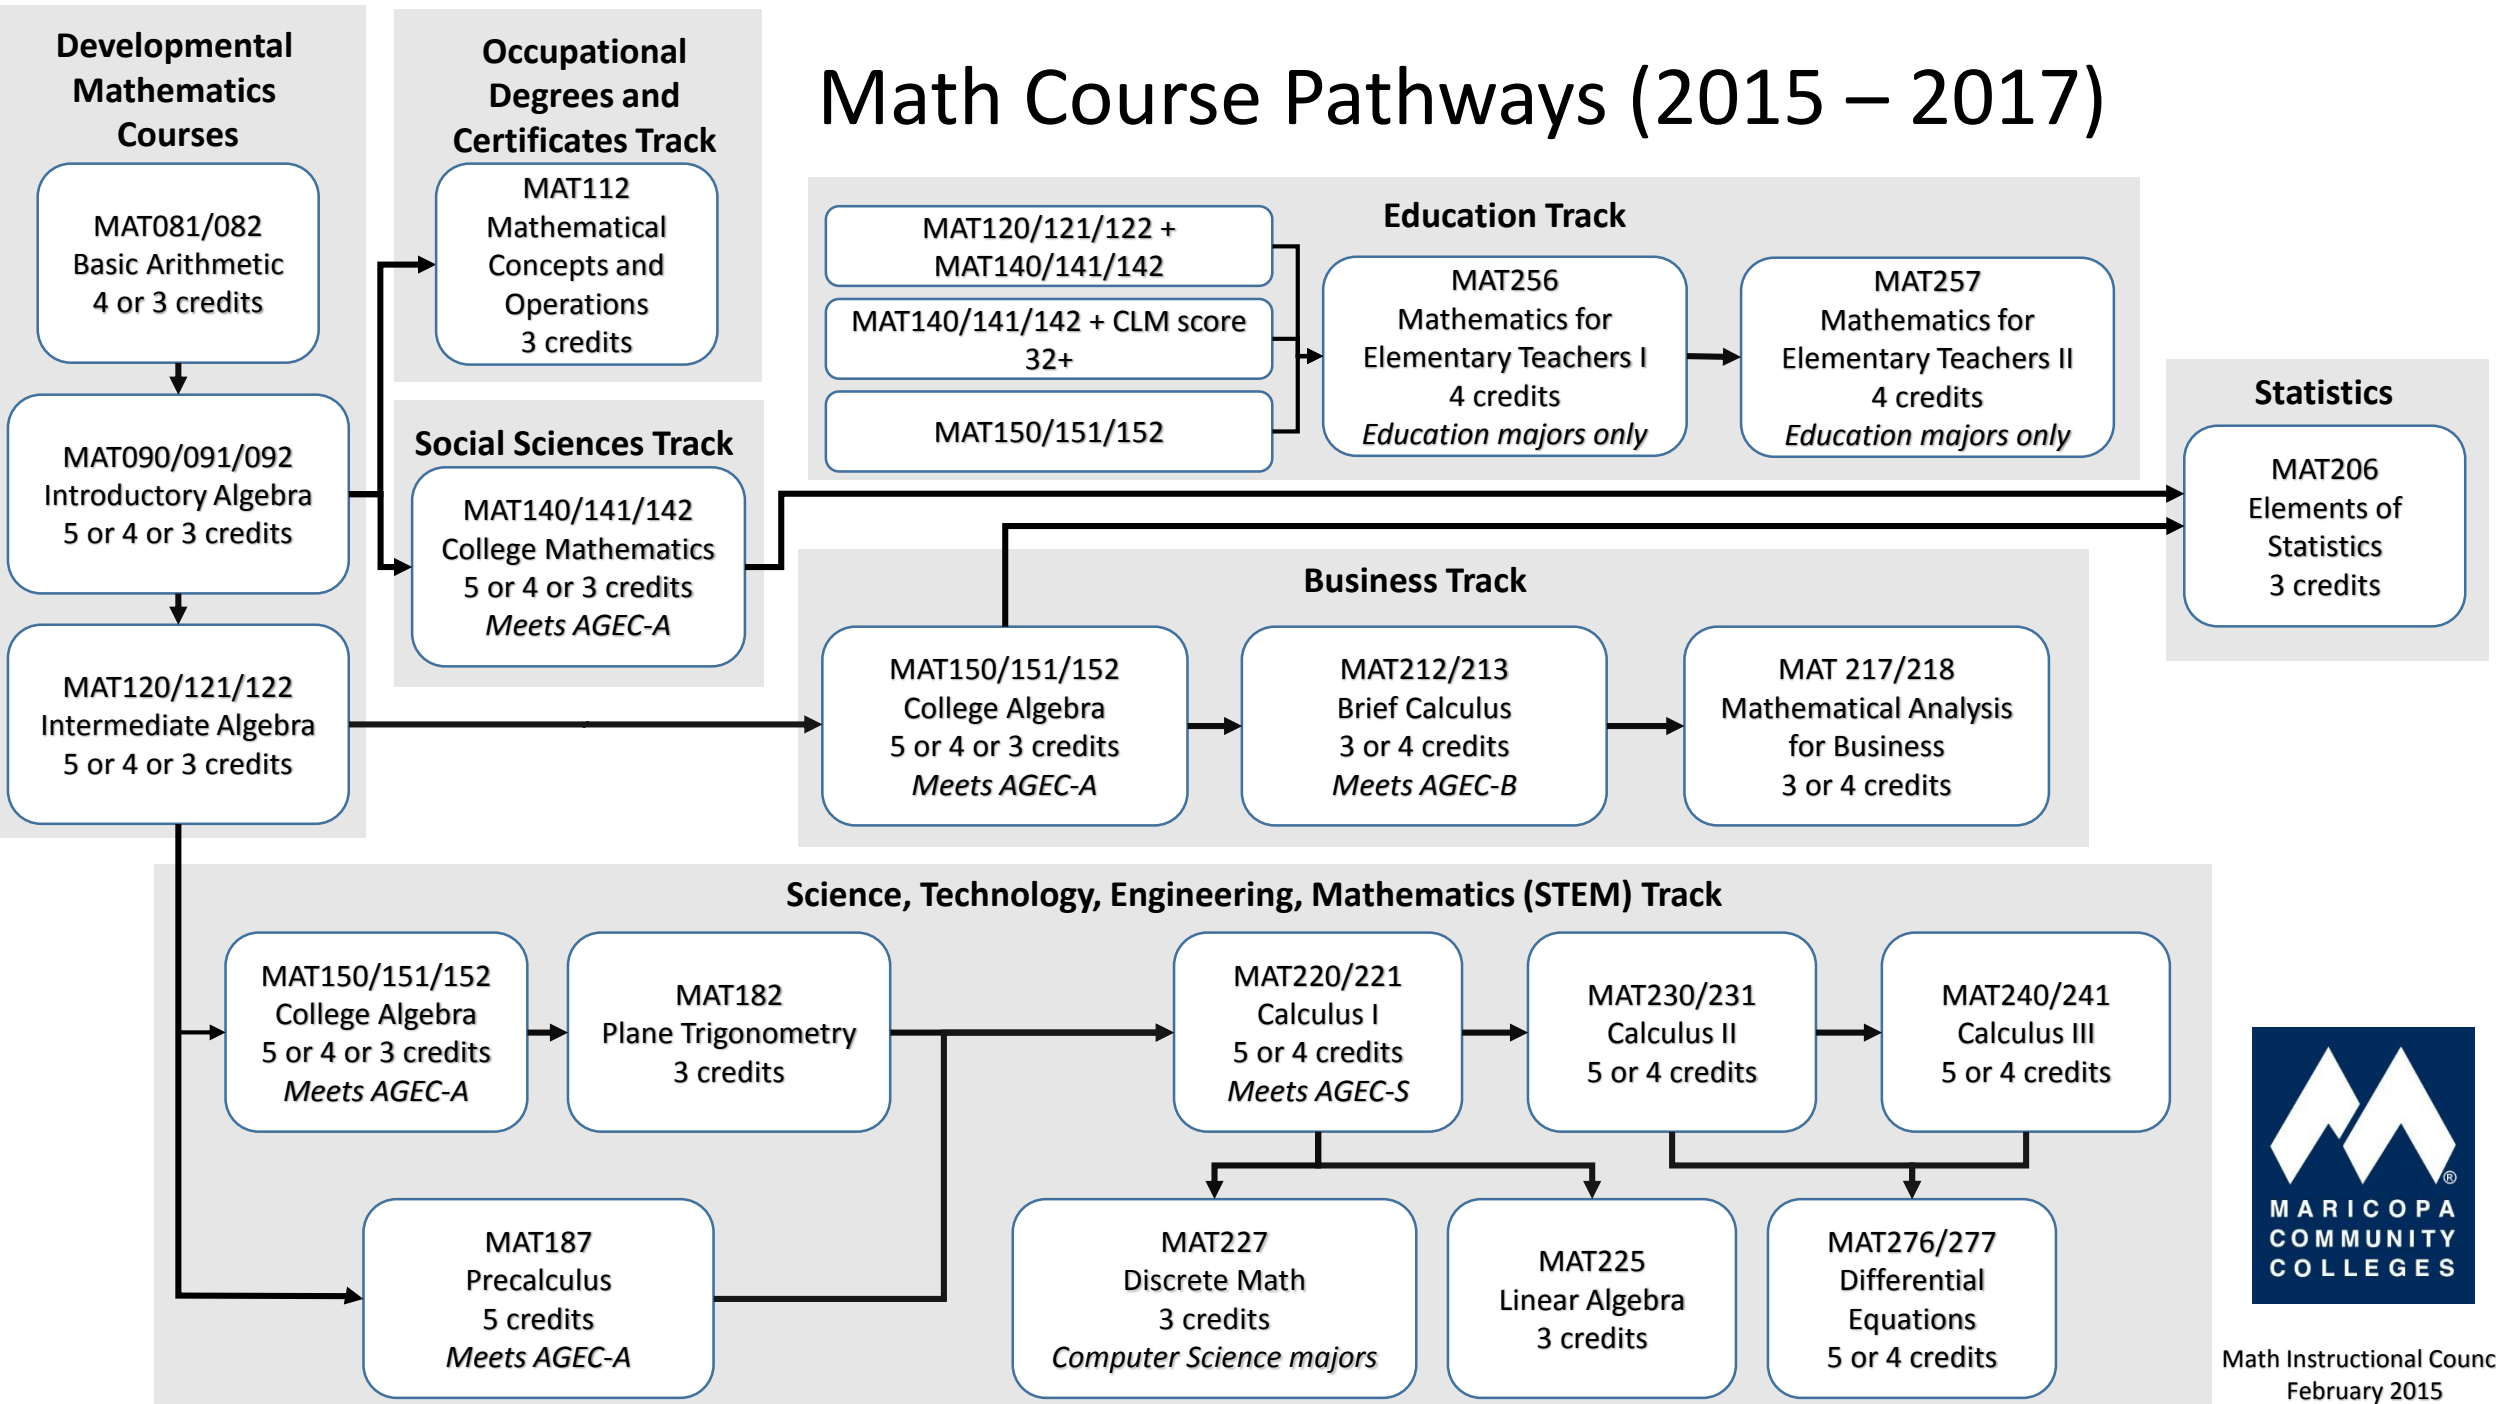 Math Course Pathways (2015 – 2017)
Developmental
Mathematics
Courses
MAT081/082
Basic Arithmetic
4 or 3 credits
MAT090/091/092
Introductory Algebra
5 or 4 or 3 credits
MAT120/121/122
Intermediate Algebra
5 or 4 or 3 credits
Occupational
Degrees and
Certificates Track
MAT112
Mathematical
Concepts and
Operations
3 credits
Social Sciences Track
MAT140/141/142
College Mathematics
5 or 4 or 3 credits
Meets AGEC-A
Education Track
MAT120/121/122 +
MAT140/141/142
MAT140/141/142 + CLM score
32+
MAT150/151/152
MAT256
Mathematics for
Elementary Teachers I
4 credits
Education majors only
MAT257
Mathematics for
Elementary Teachers II
4 credits
Education majors only
Statistics
MAT206
Elements of
Statistics
3 credits
Business Track
MAT150/151/152
College Algebra
5 or 4 or 3 credits
Meets AGEC-A
MAT212/213
Brief Calculus
3 or 4 credits
Meets AGEC-B
MAT 217/218
Mathematical Analysis
for Business
3 or 4 credits
Science, Technology, Engineering, Mathematics (STEM) Track
MAT150/151/152
College Algebra
5 or 4 or 3 credits
Meets AGEC-A
MAT182
Plane Trigonometry
3 credits
MAT220/221
Calculus I
5 or 4 credits
Meets AGEC-S
MAT230/231
Calculus II
5 or 4 credits
MAT240/241
Calculus III
5 or 4 credits
MAT187
Precalculus
5 credits
Meets AGEC-A
MAT227
Discrete Math
3 credits
Computer Science majors
MAT225
Linear Algebra
3 credits
MAT276/277
Differential
Equations
5 or 4 credits
®
MARICOPA
COMMUNITY
COLLEGES
Math Instructional Counc
February 2015